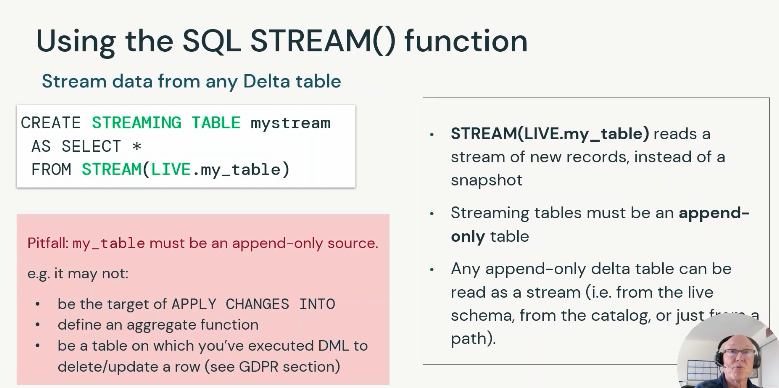 Using the SQL STREAM() function
Stream data from any Delta table
CREATE STREAMING TABLE mystream
AS SELECT *
FROM STREAM(LIVE.my_table)
Pitfall: my_table must be an append-only source.
e.g. it may not:
• be the target of APPLY CHANGES INTO
• define an aggregate function
• be a table on which you've executed DML to
delete/update a row (see GDPR section)
• STREAM(LIVE.my_table) reads a
stream of new records, instead of a
snapshot
• Streaming tables must be an append-
only table
• Any append-only delta table can be
read as a stream (i.e. from the live
schema, from the catalog, or just from a
path).